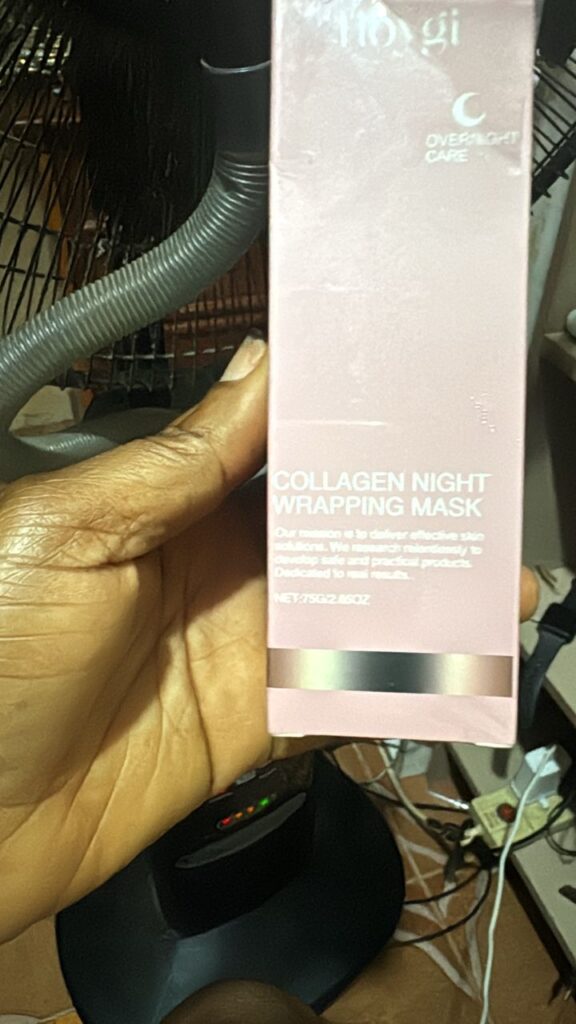 OVERNIGHT
CARE
COLLAGEN NIGHT
WRAPPING MASK
Our mission is to deliver effective skin
solutions. We research relentlessly to
develop safe and practical products.
Dedicated to real results.
NET:75G/2.65OZ